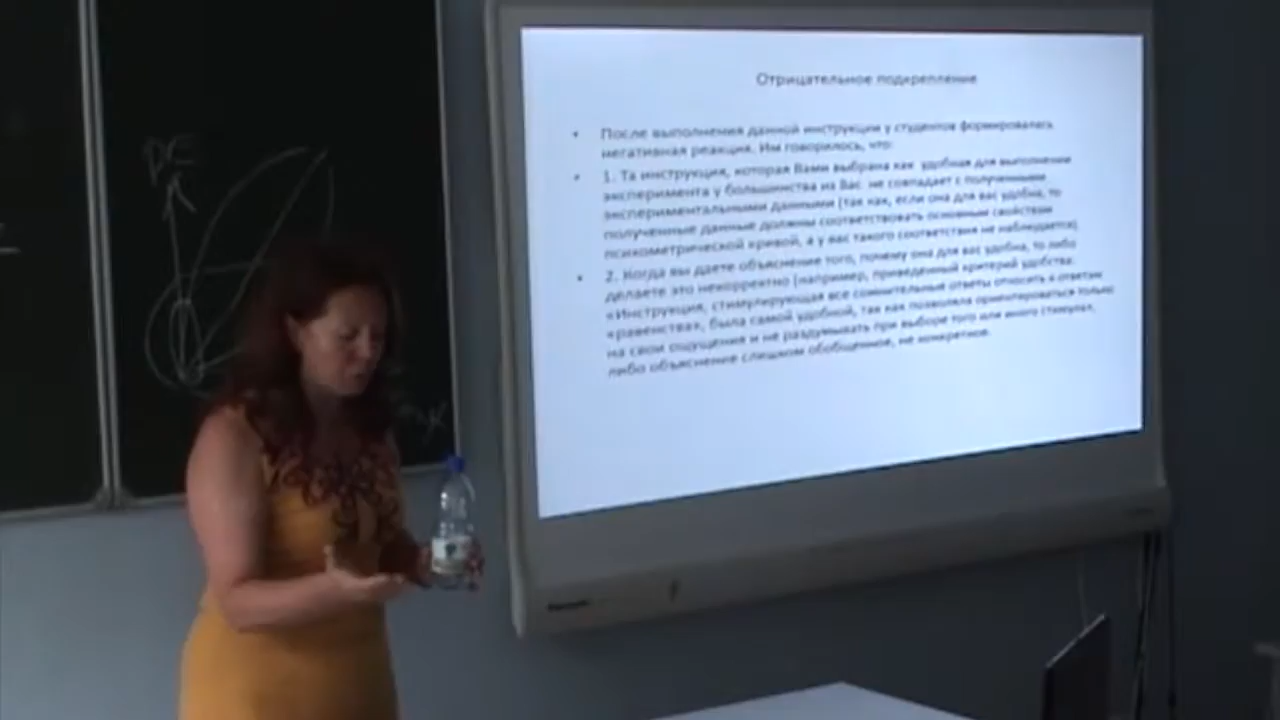 Отрицательное подкрепление
• После выполнения данной инструкции у студентов формировалась
негативная реакция. Им говорилось, что:
• 1. Та инструкция, которая Вами выбрана как удобная для выполнения
эксперимента у большинства из Вас не совпадает с полученными
экспериментальными данными (так как, если она для вас удобна, то
полученные данные должны соответствовать основным свойствам
психометрической кривой, а у вас такого соответствия не наблюдается)
• 2. Когда вы даете объяснение того, почему она для вас удобна, то либо
делаете это некорректно (например, приведенный критерий удобства:
«Инструкция, стимулирующая все сомнительные ответы относить к ответам
«равенства», была самой удобной, так как позволяла ориентироваться только
на свои ощущения и не раздумывать при выборе того или иного стимула»,
либо объяснение слишком обобщенное, не конкретное.